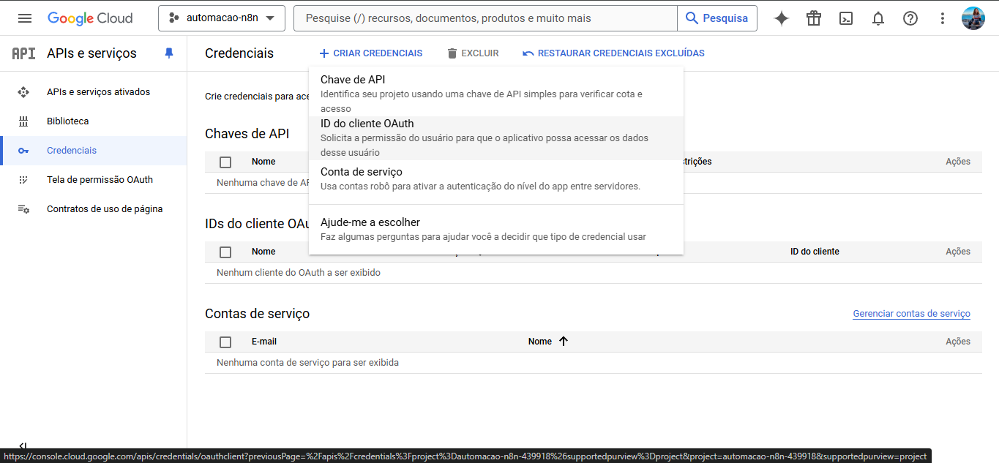 Google Cloud
automacao-n8n
Pesquise (/) recursos, documentos, produtos e muito mais
Pesquisa
API APIs e serviços
Credenciais
CRIAR CREDENCIAIS
EXCLUIR
RESTAURAR CREDENCIAIS EXCLUÍDAS
APIs e serviços ativados
Biblioteca
Credenciais
Tela de permissão OAuth
Contratos de uso de página
Crie credenciais para ace
Chave de API
Identifica seu projeto usando uma chave de API simples para verificar cota e
acesso
ID do cliente OAuth
Solicita a permissão do usuário para que o aplicativo possa acessar os dados
desse usuário
Conta de serviço
Usa contas robô para ativar a autenticação do nível do app entre servidores.
Ajude-me a escolher
Faz algumas perguntas para ajudar você a decidir que tipo de credencial usar
Chaves de API
Nome
strições
Ações
Nenhuma chave de AP
IDs do cliente OAu
Nome
ID do cliente
Ações
Nenhum cliente do OAuth a ser exibido
Contas de serviço
Gerenciar contas de serviço
E-mail
Nome
Ações
Nenhuma conta de serviço para ser exibida
https://console.cloud.google.com/apis/credentials/oauthclient?previousPage=%2Fapis%2Fcredentials%3Fproject%3Dautomacao-n8n-439918%26supportedpurview%3Dproject&project=automacao-n8n-439918&supportedpurview=project